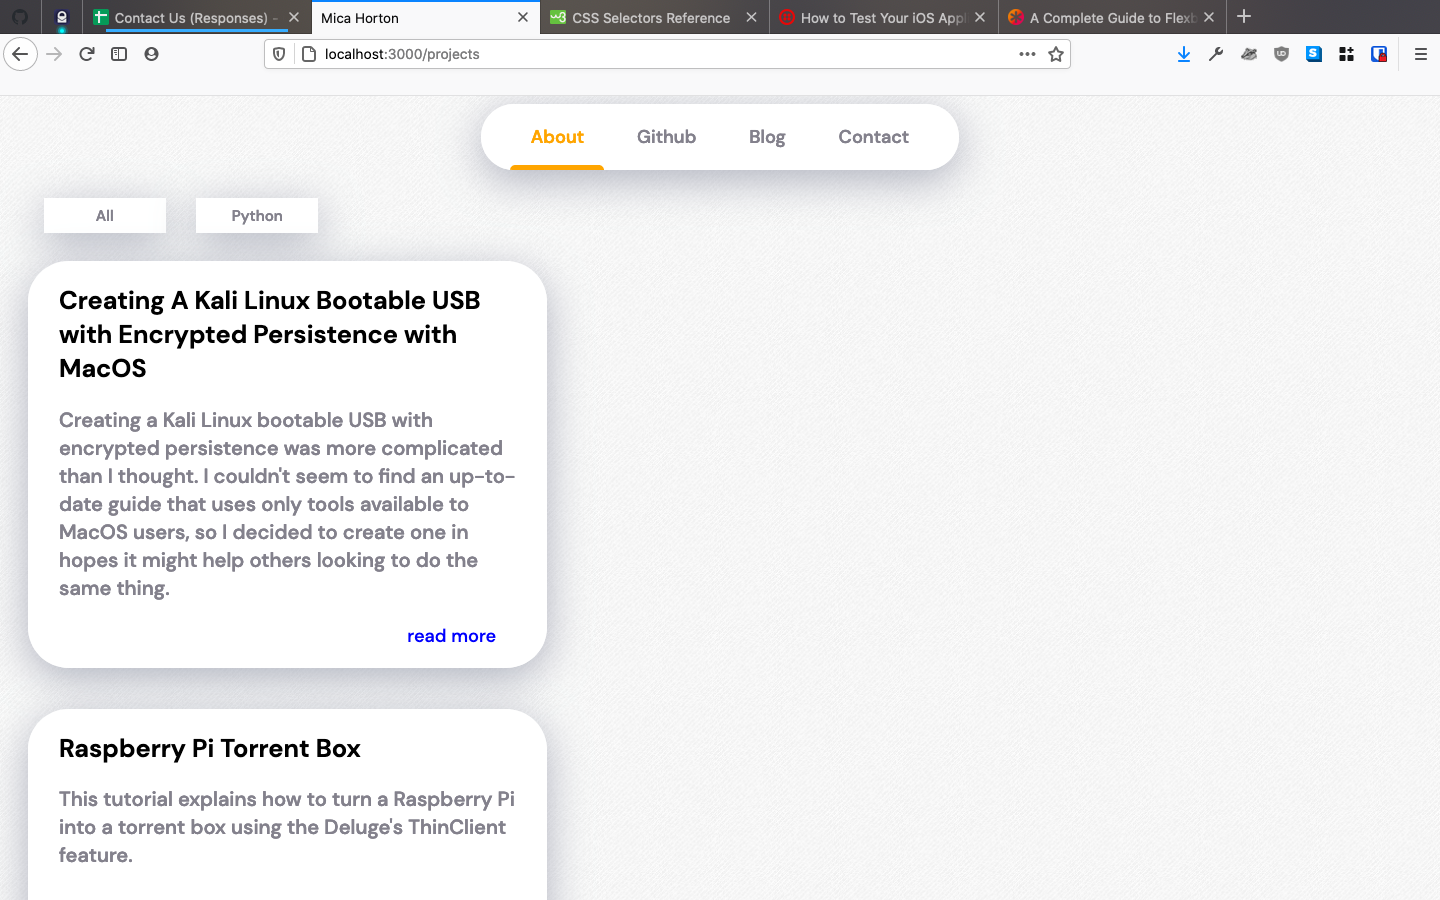 Contact Us (Responses) -
Mica Horton
CSS Selectors Reference
How to Test Your iOS Appl
A Complete Guide to Flexb
localhost:3000/projects
About
Github
Blog
Contact
All
Python
Creating A Kali Linux Bootable USB
with Encrypted Persistence with
MacOS
Creating a Kali Linux bootable USB with
encrypted persistence was more complicated
than I thought. I couldn't seem to find an up-to-
date guide that uses only tools available to
MacOS users, so I decided to create one in
hopes it might help others looking to do the
same thing.
read more
Raspberry Pi Torrent Box
This tutorial explains how to turn a Raspberry Pi
into a torrent box using the Deluge's ThinClient
feature.